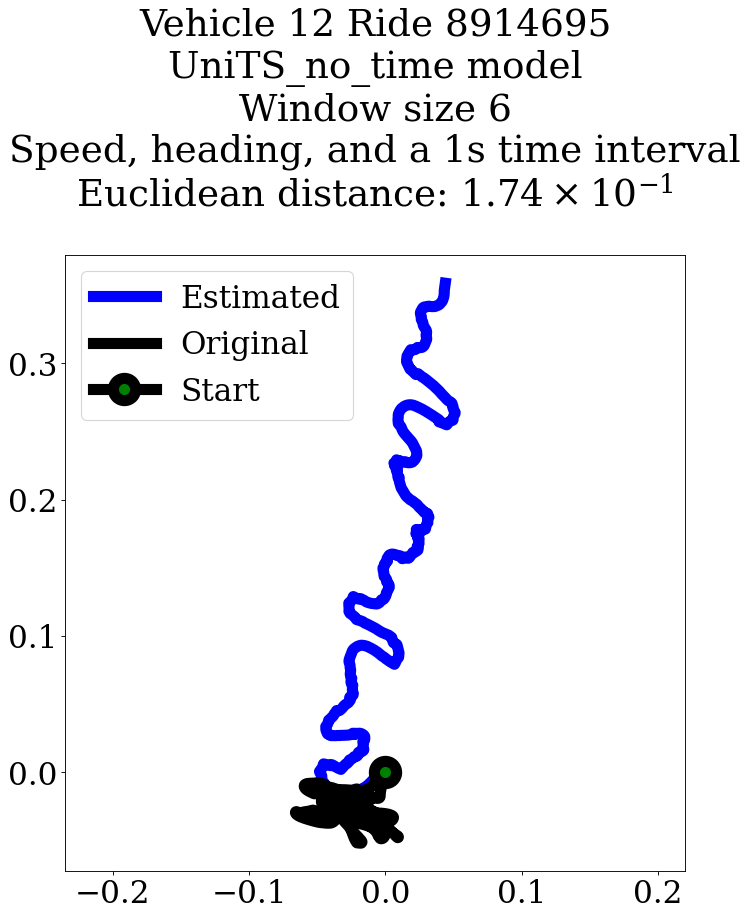 Vehicle 12 Ride 8914695
UniTS_no_time model
Window size 6
Speed, heading, and a 1s time interval
Euclidean distance: 1.74 × 10⁻¹
Estimated
Original
Start
0.3
0.2
0.1
0.0
−0.2 −0.1 0.0 0.1 0.2